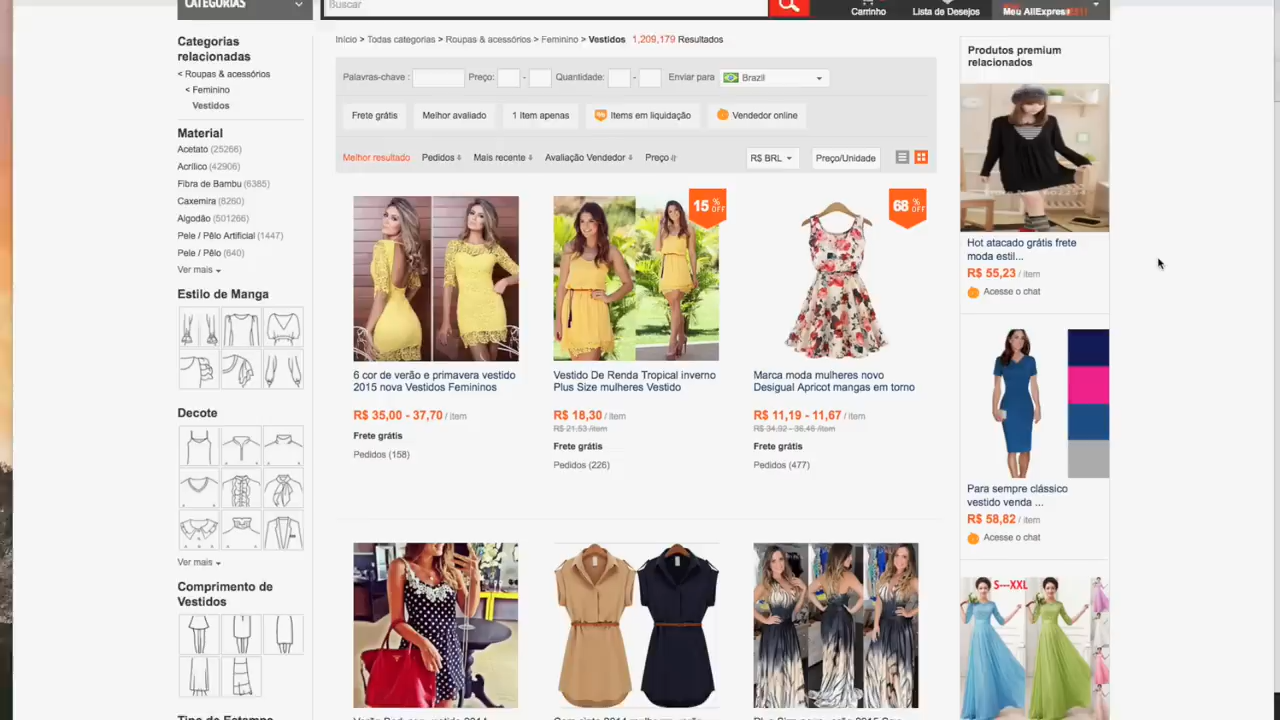 CATEGORIAS
Buscar
Carrinho
Lista de Desejos
Meu AliExpress
Categorias
relacionadas
< Roupas & acessórios
< Feminino
Vestidos
Material
Acetato (25266)
Acrílico (42906)
Fibra de Bambu (6385)
Caxemira (8260)
Algodão (501266)
Pele / Pêlo Artificial (1447)
Pele / Pêlo (640)
Ver mais
Estilo de Manga
Decote
Ver mais
Comprimento de
Vestidos
Tipo de Estampa
Início > Todas categorias > Roupas & acessórios > Feminino > Vestidos 1,209,179 Resultados
Palavras-chave : Preço: - Quantidade: - Enviar para Brazil
Frete grátis Melhor avaliado 1 item apenas Items em liquidação Vendedor online
Melhor resultado Pedidos Mais recente Avaliação Vendedor Preço R$ BRL Preço/Unidade
15 % OFF
68 % OFF
6 cor de verão e primavera vestido
2015 nova Vestidos Femininos
R$ 35,00 - 37,70 / item
Frete grátis
Pedidos (158)
Vestido De Renda Tropical inverno
Plus Size mulheres Vestido
R$ 18,30 / item
R$ 21,53 /item
Frete grátis
Pedidos (226)
Marca moda mulheres novo
Desigual Apricot mangas em torno
R$ 11,19 - 11,67 / item
R$ 34,92 - 36,46 /item
Frete grátis
Pedidos (477)
Produtos premium
relacionados
Hot atacado grátis frete
moda estil...
R$ 55,23 / item
Acesse o chat
Para sempre clássico
vestido venda ...
R$ 58,82 / item
Acesse o chat
S---XXL